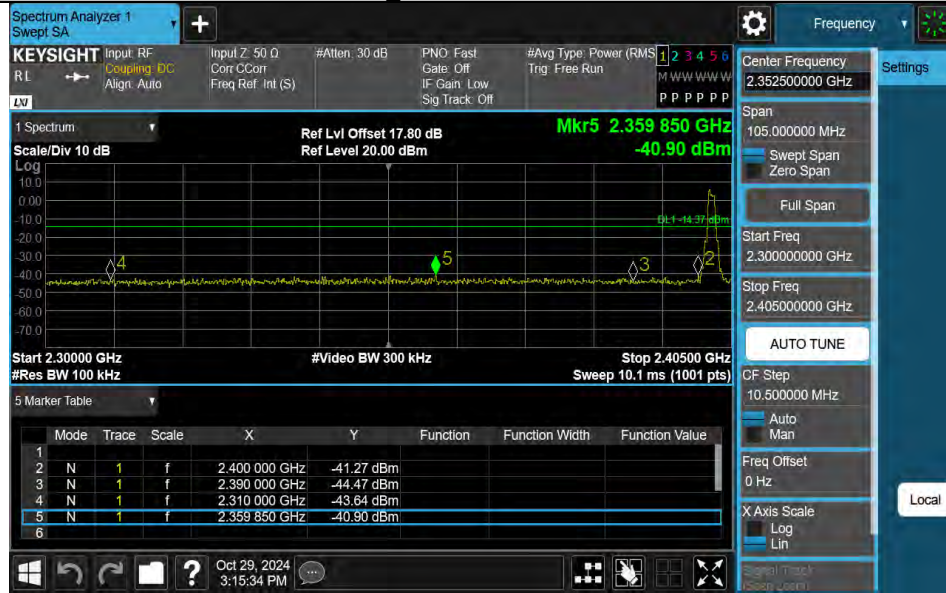 Spectrum Analyzer 1
Swept SA
+
Frequency
KEYSIGHT
RL
LXI
Input: RF
Coupling: DC
Align: Auto
Input Z: 50 Ω
Corr CCorr
Freq Ref: Int (S)
#Atten: 30 dB
PNO: Fast
Gate: Off
IF Gain: Low
Sig Track: Off
#Avg Type: Power (RMS
Trig: Free Run
1 2 3 4 5 6
M W W W W W
P P P P P P
1 Spectrum
Scale/Div 10 dB
Ref Lvl Offset 17.80 dB
Ref Level 20.00 dBm
Mkr5 2.359 850 GHz
-40.90 dBm
Log
10.0
0.00
-10.0
-20.0
-30.0
-40.0
-50.0
-60.0
-70.0
DL1 -14.37 dBm
4
5
3
2
Start 2.30000 GHz
#Video BW 300 kHz
Stop 2.40500 GHz
#Res BW 100 kHz
Sweep 10.1 ms (1001 pts)
5 Marker Table
Mode Trace Scale X Y Function Function Width Function Value
1
2 N 1 f 2.400 000 GHz -41.27 dBm
3 N 1 f 2.390 000 GHz -44.47 dBm
4 N 1 f 2.310 000 GHz -43.64 dBm
5 N 1 f 2.359 850 GHz -40.90 dBm
6
?
Oct 29, 2024
3:15:34 PM
Center Frequency
2.352500000 GHz
Settings
Span
105.000000 MHz
Swept Span
Zero Span
Full Span
Start Freq
2.300000000 GHz
Stop Freq
2.405000000 GHz
AUTO TUNE
CF Step
10.500000 MHz
Auto
Man
Freq Offset
0 Hz
X Axis Scale
Log
Lin
Local
Signal Track
(Span Zoom)